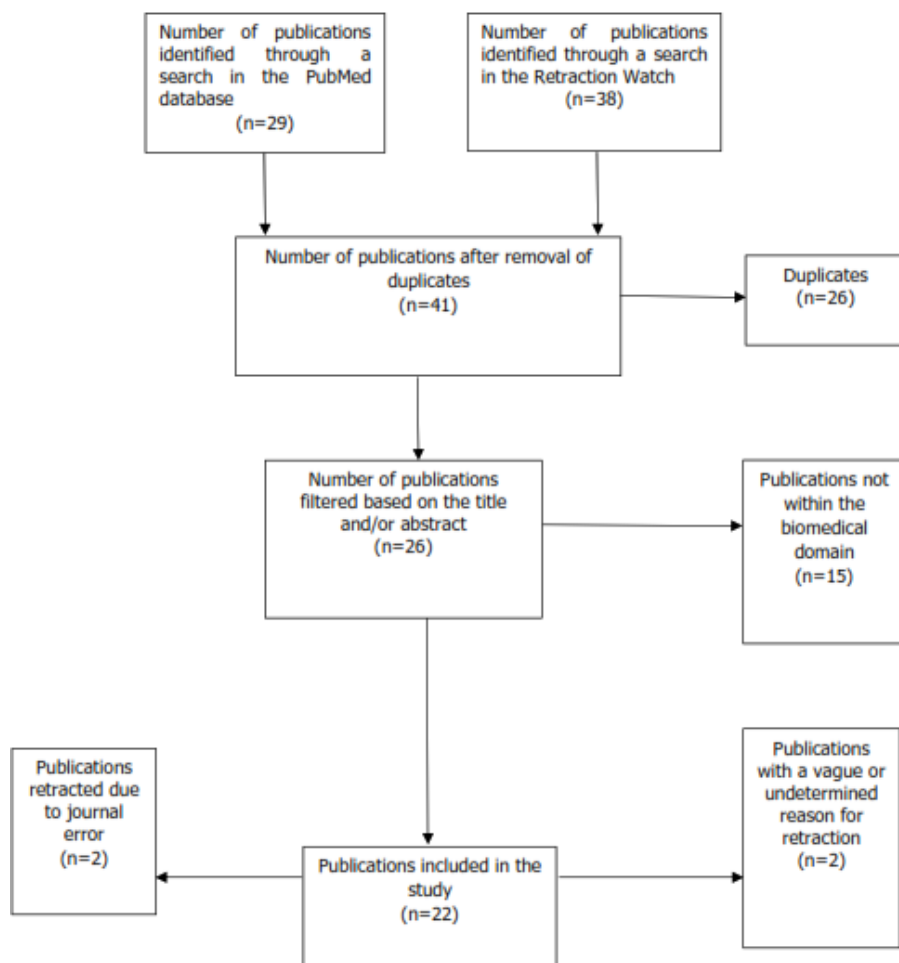 Number of publications
identified through a
search in the PubMed
database
(n=29)
Number of publications
identified through a search
in the Retraction Watch
(n=38)
Number of publications after removal of
duplicates
(n=41)
Duplicates
(n=26)
Number of publications
filtered based on the title
and/or abstract
(n=26)
Publications not
within the
biomedical
domain
(n=15)
Publications
retracted due
to journal
error
(n=2)
Publications included in the
study
(n=22)
Publications
with a vague or
undetermined
reason for
retraction
(n=2)